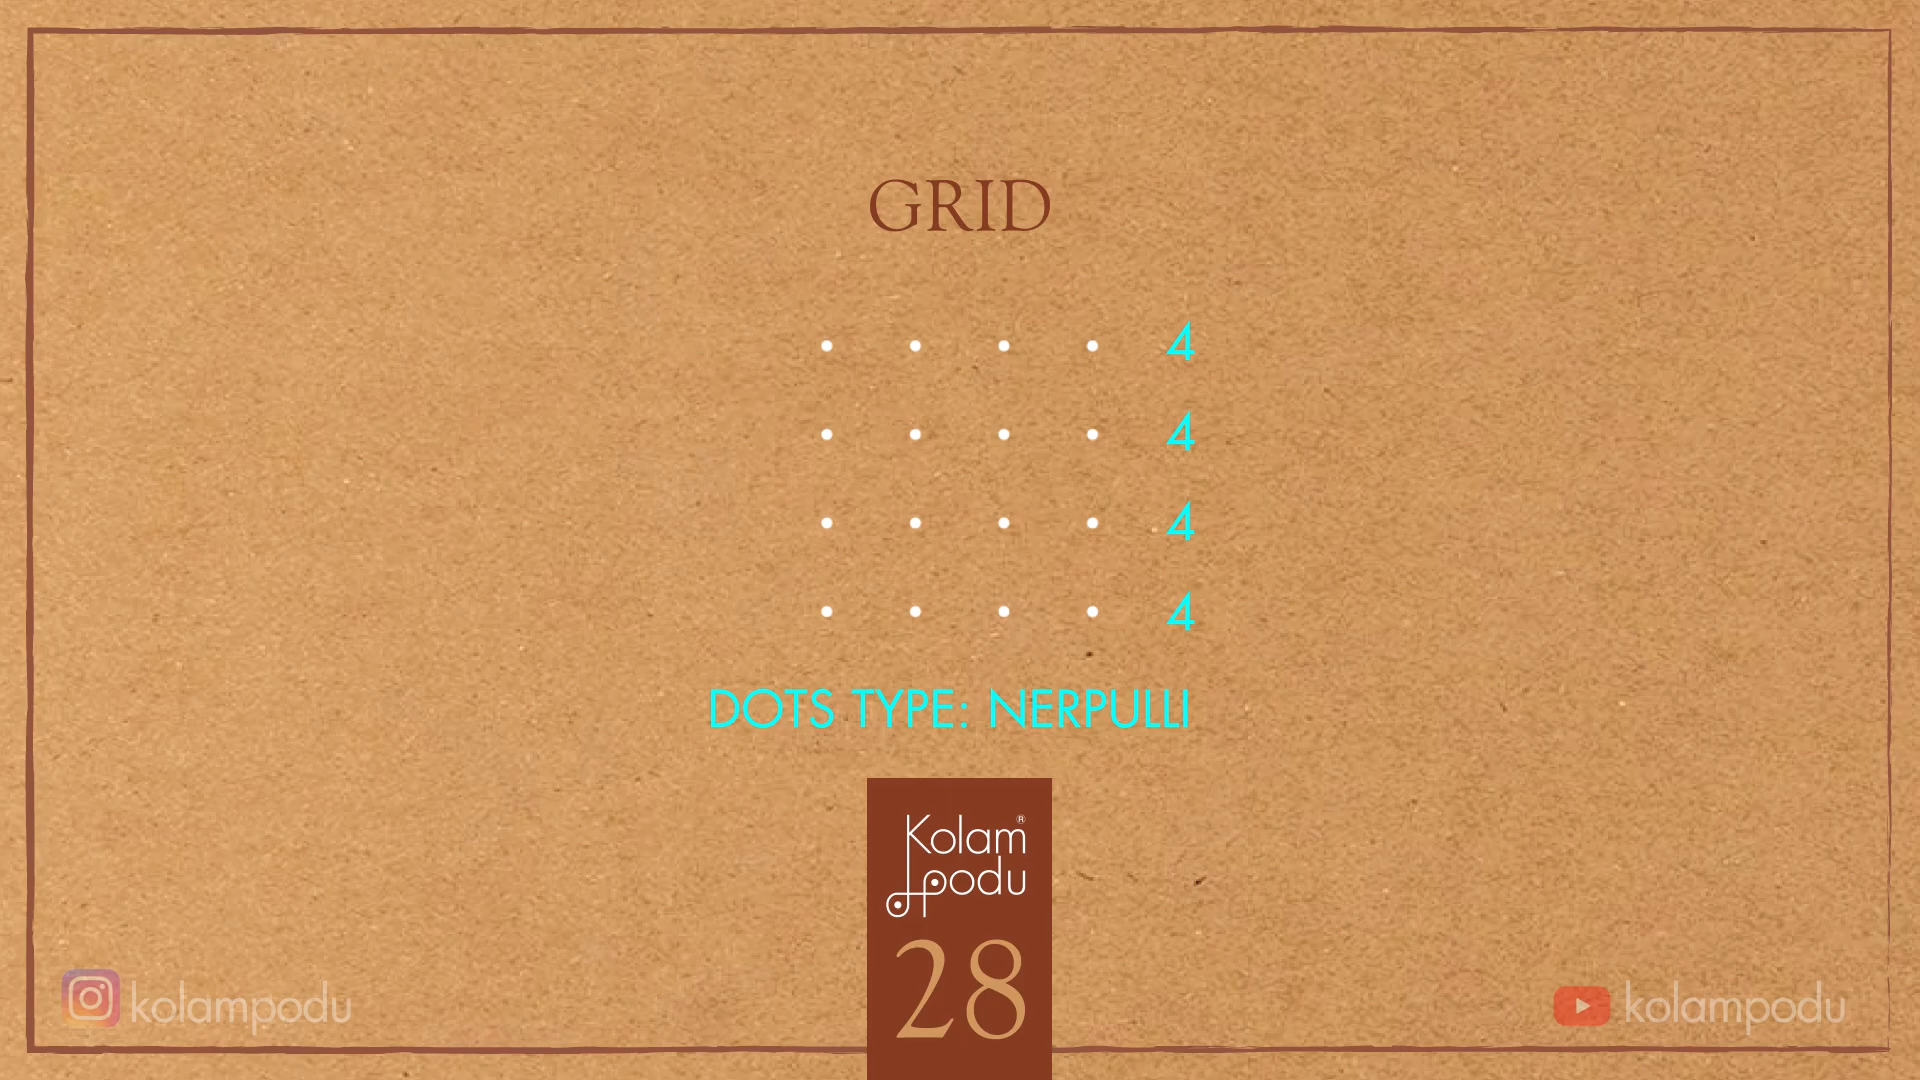 GRID
4
4
4
4
DOTS TYPE: NERPULLI
Kolam®
podu
28
kolampodu
kolampodu